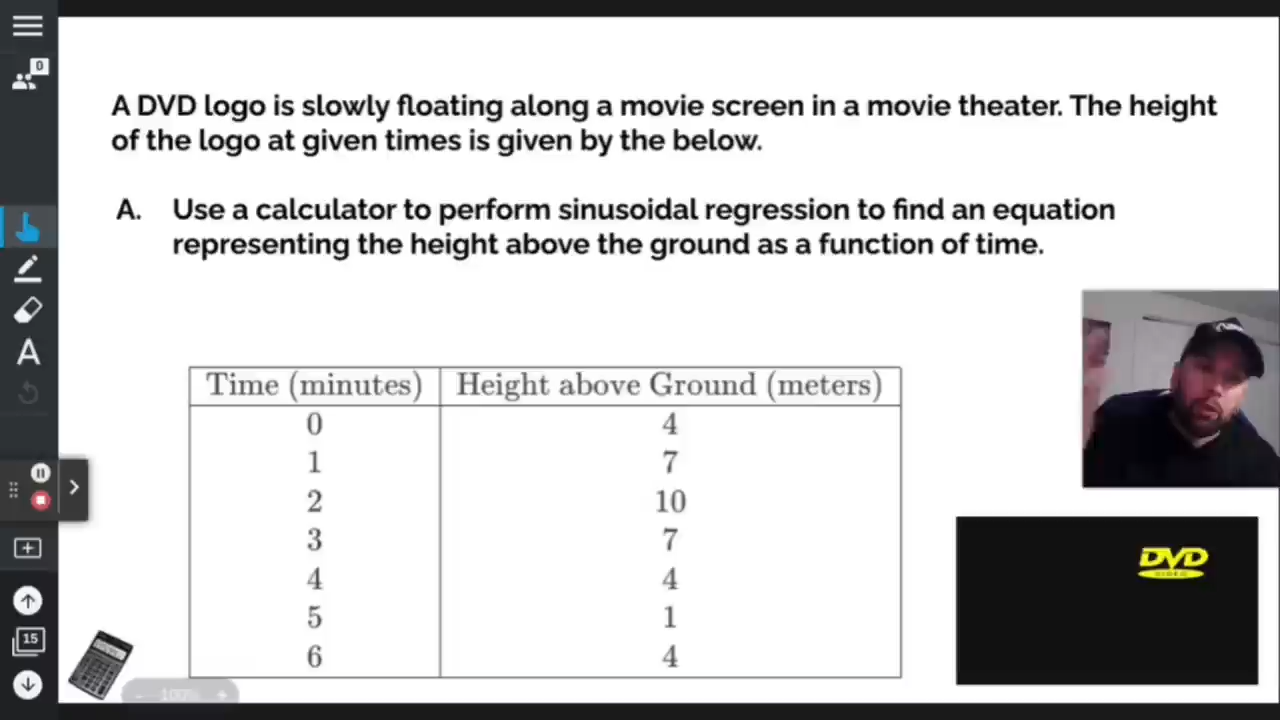 0
A DVD logo is slowly floating along a movie screen in a movie theater. The height
of the logo at given times is given by the below.
A. Use a calculator to perform sinusoidal regression to find an equation
representing the height above the ground as a function of time.
A
Time (minutes) Height above Ground (meters)
0 4
1 7
2 10
3 7
4 4
5 1
6 4
DVD
VIDEO
15
- 100% +